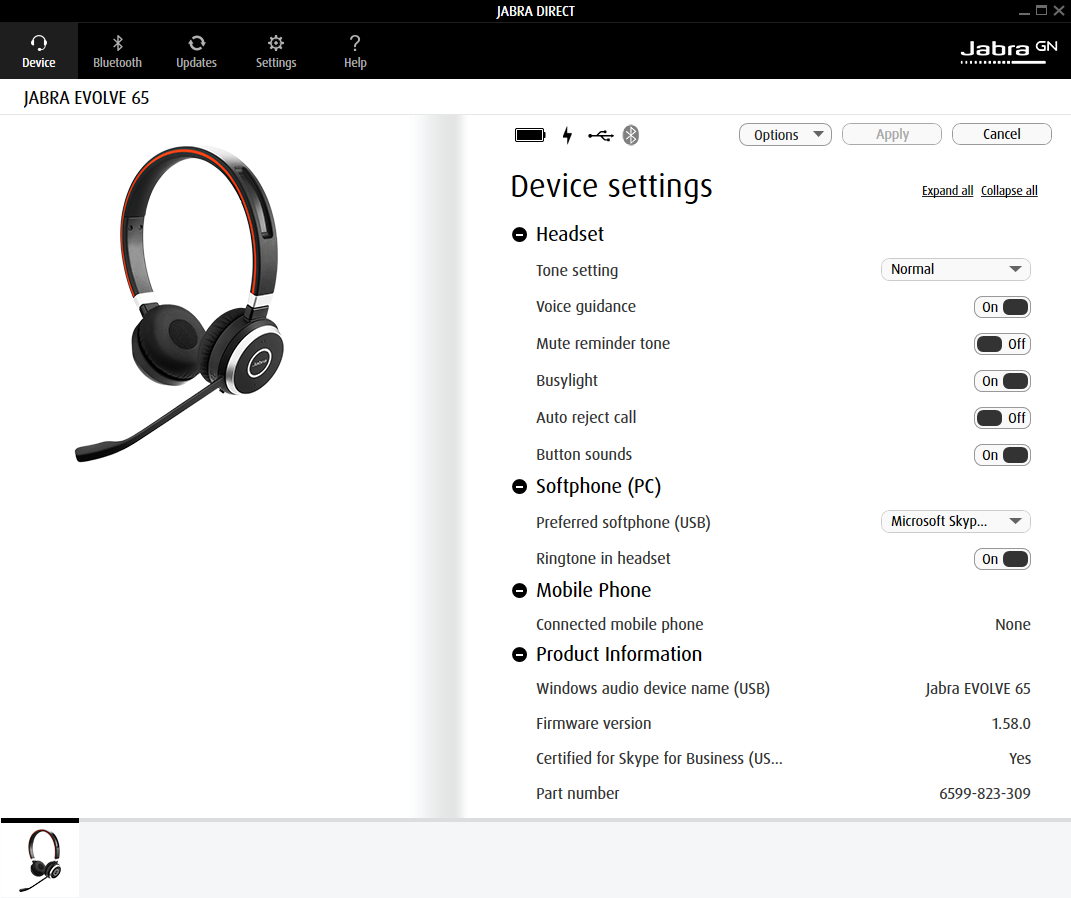 JABRA DIRECT
Device Bluetooth Updates Settings Help
Jabra GN
JABRA EVOLVE 65
Options Apply Cancel
Device settings
Expand all Collapse all
Headset
Tone setting Normal
Voice guidance On
Mute reminder tone Off
Busylight On
Auto reject call Off
Button sounds On
Softphone (PC)
Preferred softphone (USB) Microsoft Skyp...
Ringtone in headset On
Mobile Phone
Connected mobile phone None
Product Information
Windows audio device name (USB) Jabra EVOLVE 65
Firmware version 1.58.0
Certified for Skype for Business (US... Yes
Part number 6599-823-309
Jabra